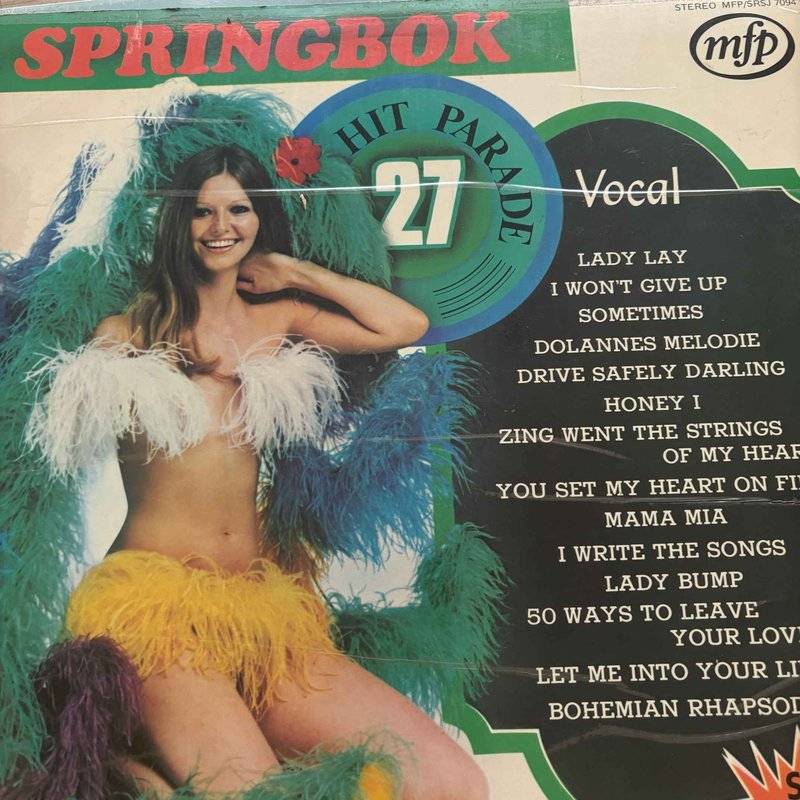 STEREO MFP/SRSJ 7094
SPRINGBOK
mfp
HIT PARADE
27
Vocal
LADY LAY
I WON'T GIVE UP
SOMETIMES
DOLANNES MELODIE
DRIVE SAFELY DARLING
HONEY I
ZING WENT THE STRINGS
OF MY HEAR
YOU SET MY HEART ON FI
MAMA MIA
I WRITE THE SONGS
LADY BUMP
50 WAYS TO LEAVE
YOUR LOV
LET ME INTO YOUR LI
BOHEMIAN RHAPSOD
S